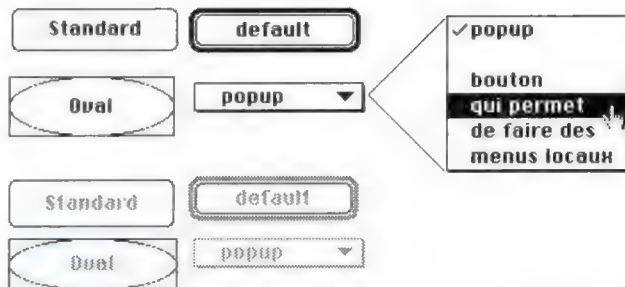 Standard
default
✓popup
Oval
popup
bouton
qui permet
de faire des
menus locaux
Standard
default
Oval
popup